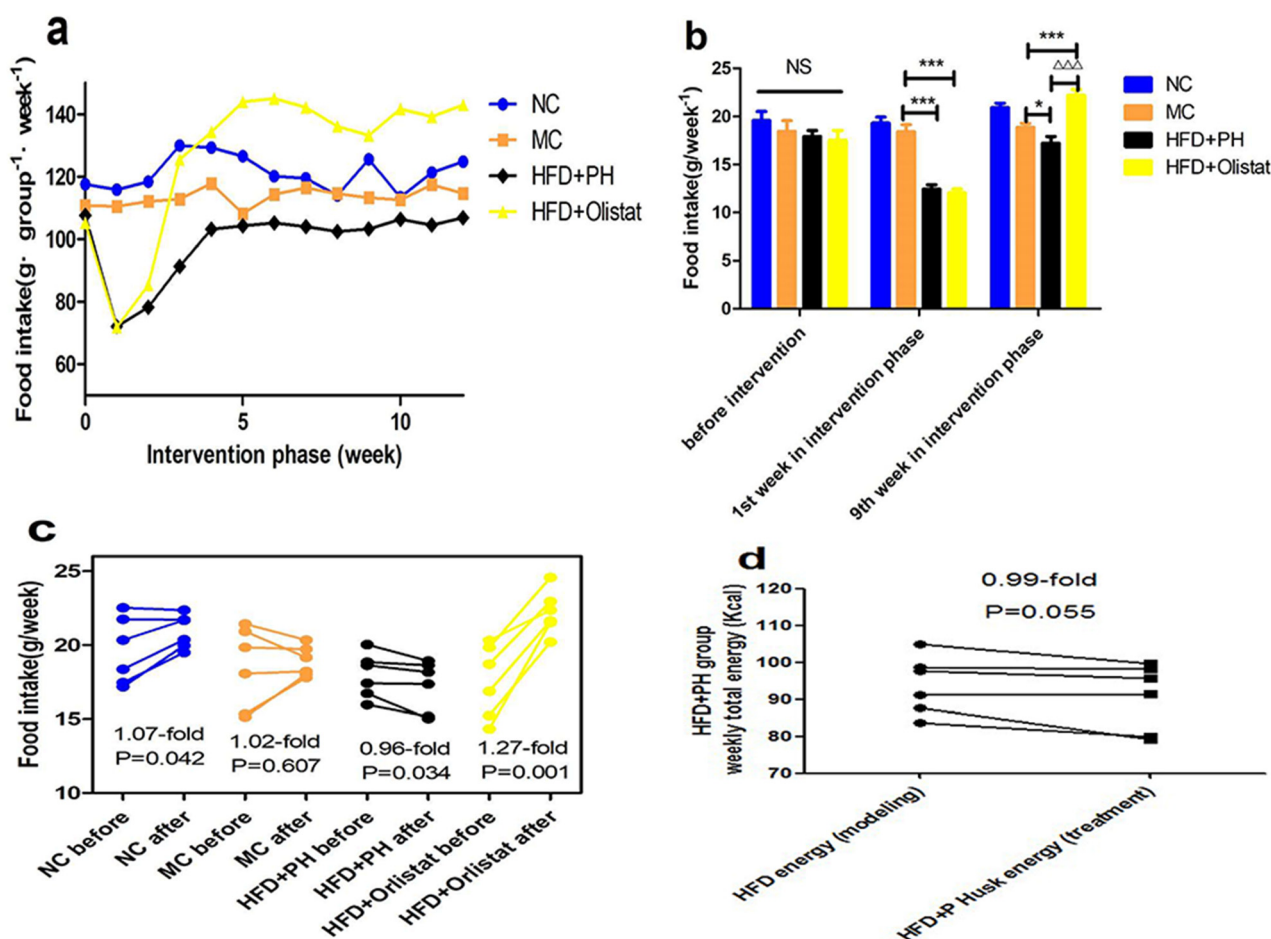 a
Food intake(g· group⁻¹· week⁻¹)
140
120
100
80
60
0
5
10
Intervention phase (week)
NC
MC
HFD+PH
HFD+Olistat
b
Food intake(g/week⁻¹)
25
20
15
10
5
0
NS
***
***
***
△△△
*
before intervention
1st week in intervention phase
9th week in intervention phase
NC
MC
HFD+PH
HFD+Olistat
c
Food intake(g/week)
25
20
15
10
1.07-fold
P=0.042
1.02-fold
P=0.607
0.96-fold
P=0.034
1.27-fold
P=0.001
NC before
NC after
MC before
MC after
HFD+PH before
HFD+PH after
HFD+Orlistat before
HFD+Orlistat after
d
0.99-fold
P=0.055
HFD+PH group
weekly total energy (Kcal)
120
110
100
90
80
70
HFD energy (modeling)
HFD+P Husk energy (treatment)